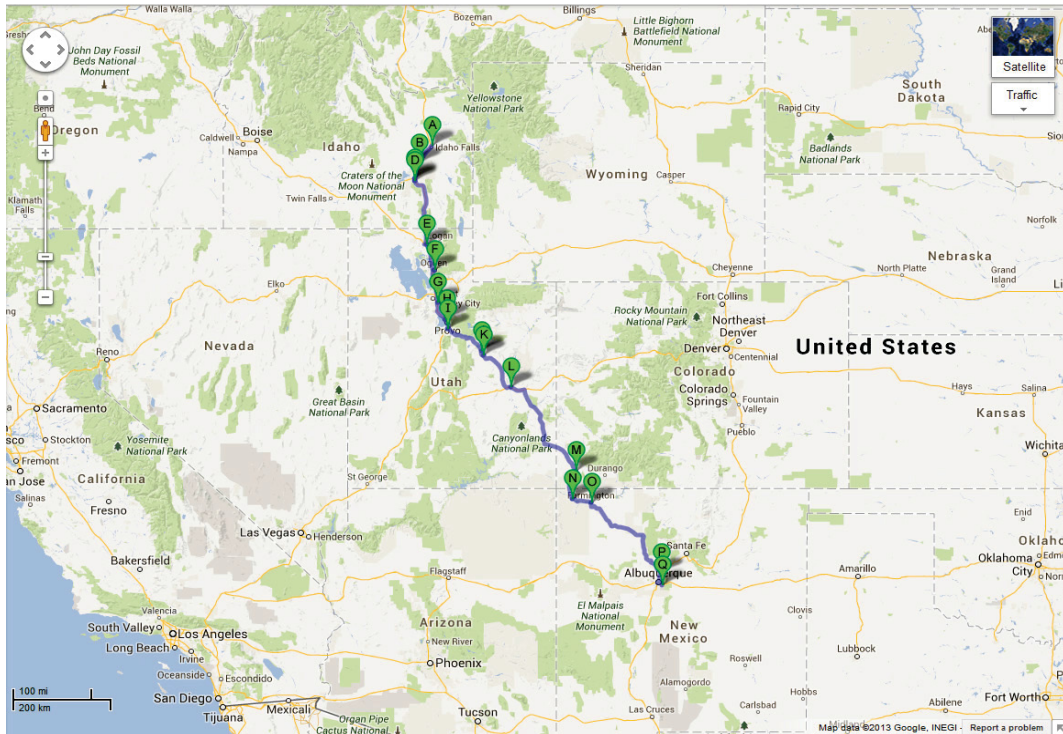 Walla Walla
Bozeman
Billings
Little Bighorn
Battlefield National
Monument
John Day Fossil
Beds National
Monument
Sheridan
Satellite
Traffic
Yellowstone
National Park
South
Dakota
Rapid City
Bend
Oregon
Boise
Caldwell
Nampa
Idaho
A
B
D
Idaho Falls
Badlands
National Park
Craters of the
Moon National
Monument
Wyoming
Casper
Twin Falls
Klamath
Falls
Norfolk
E
Logan
F
Ogden
Nebraska
North Platte
Grand
Island
Cheyenne
Elko
G
H
I
Provo
Fort Collins
Rocky Mountain
National Park
Northeast
Denver
Denver
Centennial
K
Reno
Nevada
United States
L
Utah
Colorado
Colorado
Springs
Fountain
Valley
Pueblo
Hays
Salina
Kansas
Great Basin
National Park
Sacramento
Stockton
Yosemite
National Park
Canyonlands
National Park
Wichita
Fremont
San Jose
M
Durango
Salinas
California
St George
N
O
Farmington
Fresno
Las Vegas
Henderson
Enid
P
Santa Fe
Q
Albuquerque
Amarillo
Oklahoma
City
Bakersfield
Flagstaff
El Malpais
National
Monument
Clovis
Valencia
South Valley
Los Angeles
Long Beach
Irvine
Oceanside
Escondido
Arizona
New River
Phoenix
New
Mexico
Roswell
Lubbock
Alamogordo
Hobbs
100 mi
200 km
San Diego
Tijuana
Mexicali
Organ Pipe
Cactus National
Tucson
Las Cruces
Carlsbad
Abilene
Fort Worth
Midland
Map data ©2013 Google, INEGI -
Report a problem